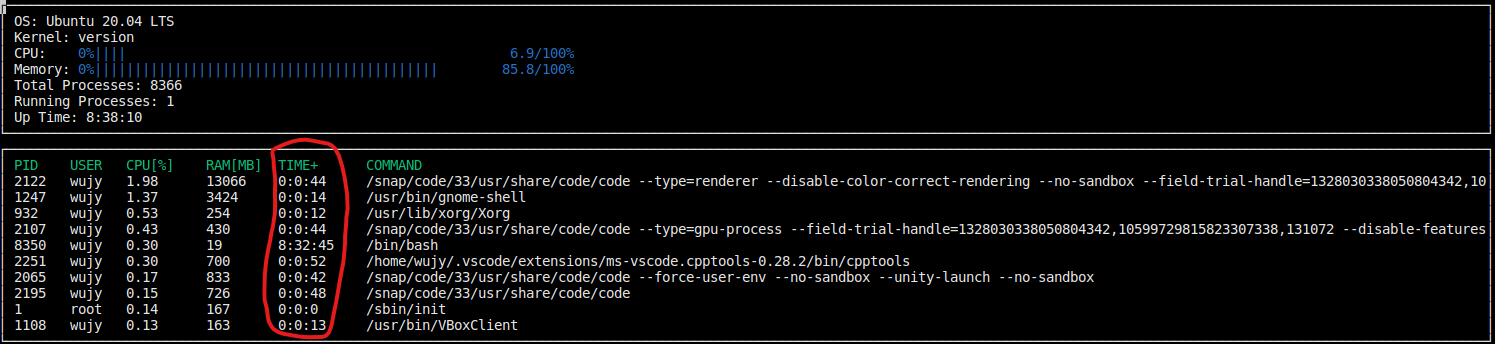 OS: Ubuntu 20.04 LTS
Kernel: version
CPU: 0%|||| 6.9/100%
Memory: 0%||||||||||||||||||||||||||||||||||||||||||| 85.8/100%
Total Processes: 8366
Running Processes: 1
Up Time: 8:38:10
PID USER CPU[%] RAM[MB] TIME+ COMMAND
2122 wujy 1.98 13066 0:0:44 /snap/code/33/usr/share/code/code --type=renderer --disable-color-correct-rendering --no-sandbox --field-trial-handle=1328030338050804342,10
1247 wujy 1.37 3424 0:0:14 /usr/bin/gnome-shell
932 wujy 0.53 254 0:0:12 /usr/lib/xorg/Xorg
2107 wujy 0.43 430 0:0:44 /snap/code/33/usr/share/code/code --type=gpu-process --field-trial-handle=1328030338050804342,10599729815823307338,131072 --disable-features
8350 wujy 0.30 19 8:32:45 /bin/bash
2251 wujy 0.30 700 0:0:52 /home/wujy/.vscode/extensions/ms-vscode.cpptools-0.28.2/bin/cpptools
2065 wujy 0.17 833 0:0:42 /snap/code/33/usr/share/code/code --force-user-env --no-sandbox --unity-launch --no-sandbox
2195 wujy 0.15 726 0:0:48 /snap/code/33/usr/share/code/code
1 root 0.14 167 0:0:0 /sbin/init
1108 wujy 0.13 163 0:0:13 /usr/bin/VBoxClient